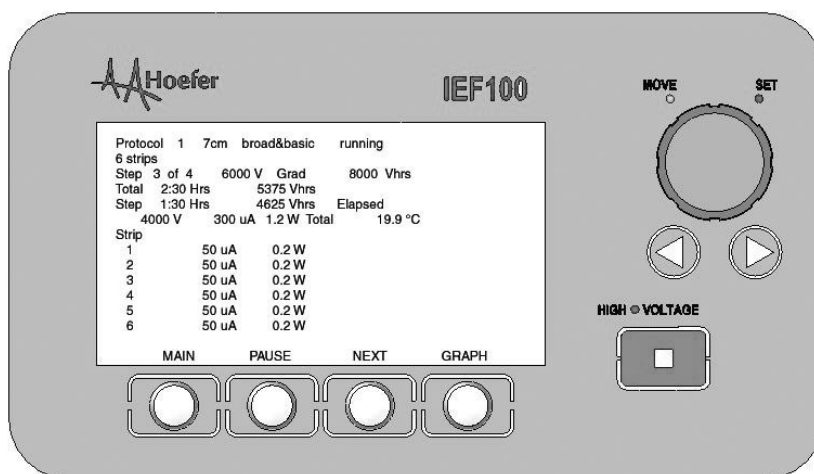 Hoefer
IEF100
MOVE SET
Protocol 1 7cm broad&basic running
6 strips
Step 3 of 4 6000 V Grad 8000 Vhrs
Total 2:30 Hrs 5375 Vhrs
Step 1:30 Hrs 4625 Vhrs Elapsed
4000 V 300 uA 1.2 W Total 19.9 °C
Strip
1 50 uA 0.2 W
2 50 uA 0.2 W
3 50 uA 0.2 W
4 50 uA 0.2 W
5 50 uA 0.2 W
6 50 uA 0.2 W
HIGH VOLTAGE
MAIN PAUSE NEXT GRAPH